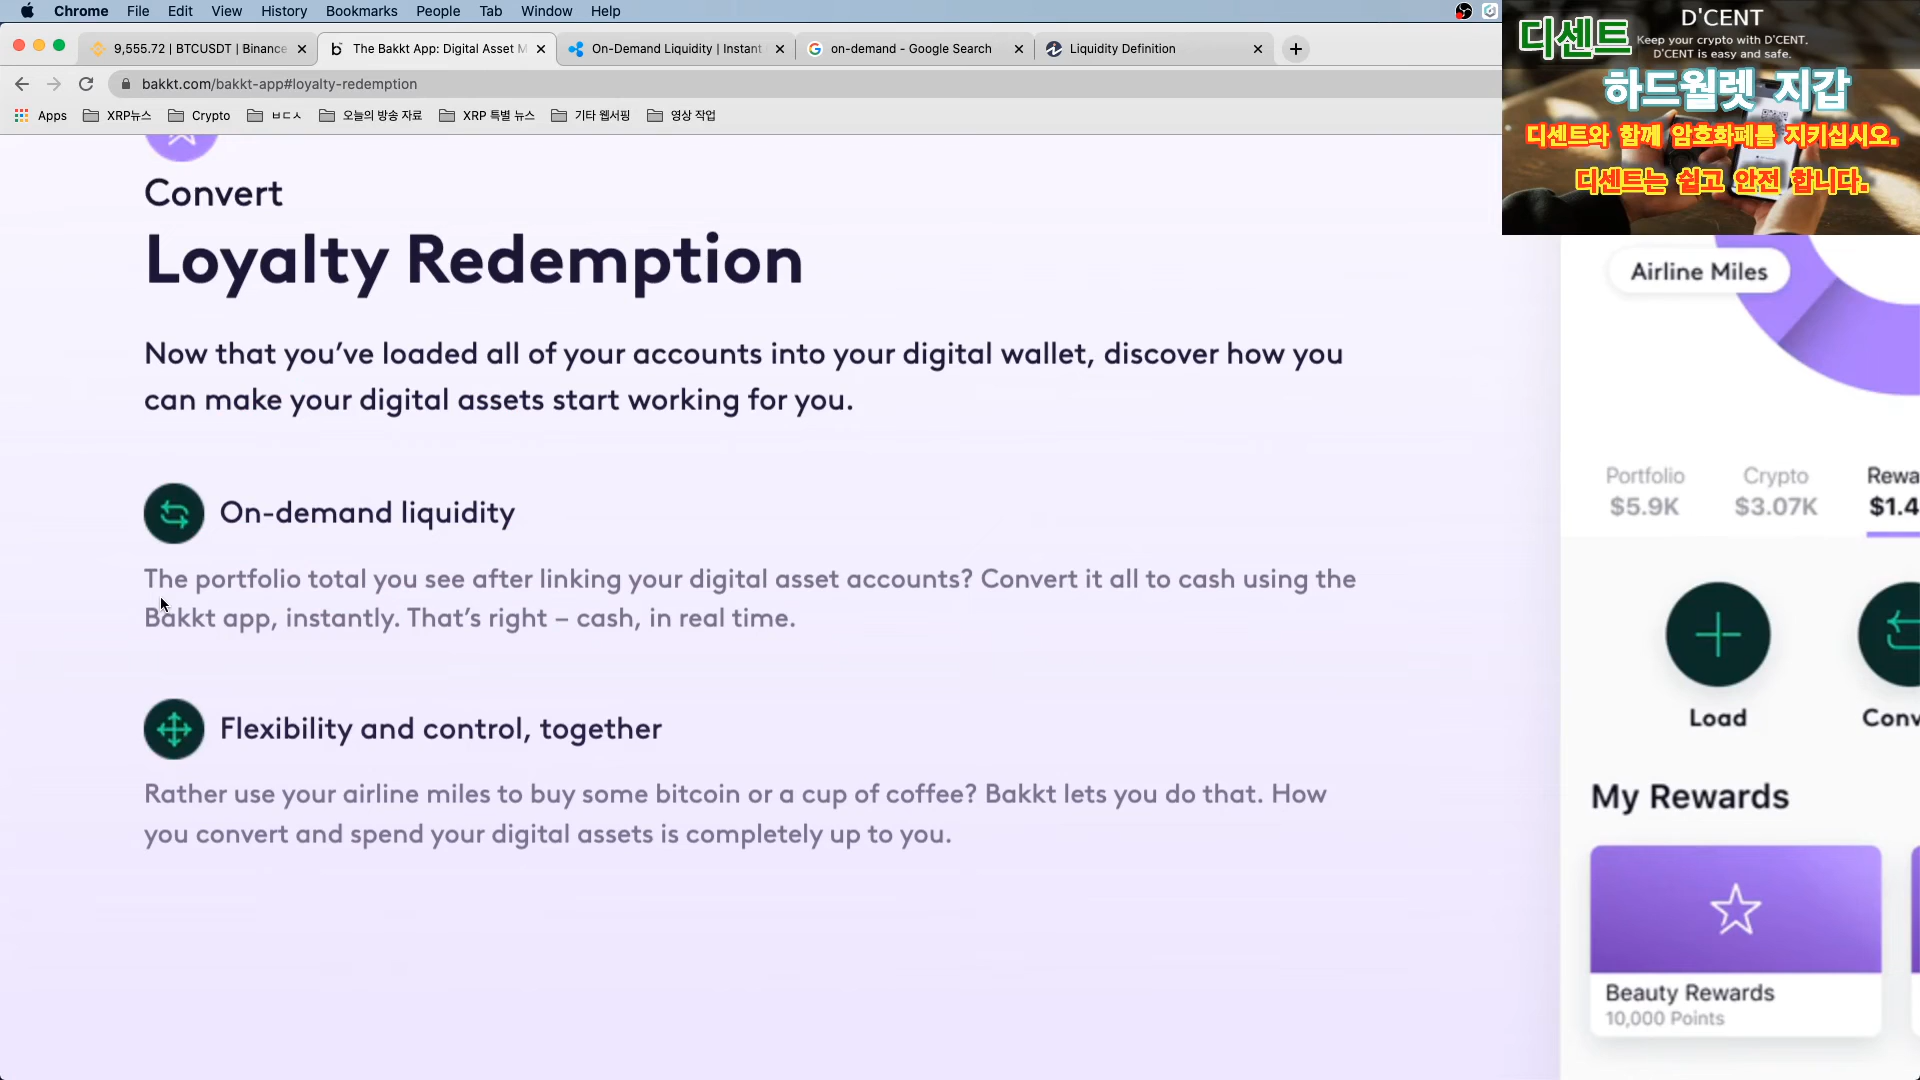 Chrome File Edit View History Bookmarks People Tab Window Help
9,555.72 | BTCUSDT | Binance
The Bakkt App: Digital Asset M
On-Demand Liquidity | Instant
on-demand - Google Search
Liquidity Definition
bakkt.com/bakkt-app#loyalty-redemption
Apps XRP뉴스 Crypto ㅂㄷㅅ 오늘의 방송 자료 XRP 특별 뉴스 기타 웹서핑 영상 작업
디센트
D'CENT
Keep your crypto with D'CENT.
D'CENT is easy and safe.
하드월렛 지갑
디센트와 함께 암호화폐를 지키십시오.
디센트는 쉽고 안전 합니다.
Convert
Loyalty Redemption
Now that you’ve loaded all of your accounts into your digital wallet, discover how you
can make your digital assets start working for you.
On-demand liquidity
The portfolio total you see after linking your digital asset accounts? Convert it all to cash using the
Bakkt app, instantly. That’s right – cash, in real time.
Flexibility and control, together
Rather use your airline miles to buy some bitcoin or a cup of coffee? Bakkt lets you do that. How
you convert and spend your digital assets is completely up to you.
Airline Miles
Portfolio Crypto Rewa
$5.9K $3.07K $1.4
Load Conv
My Rewards
Beauty Rewards
10,000 Points